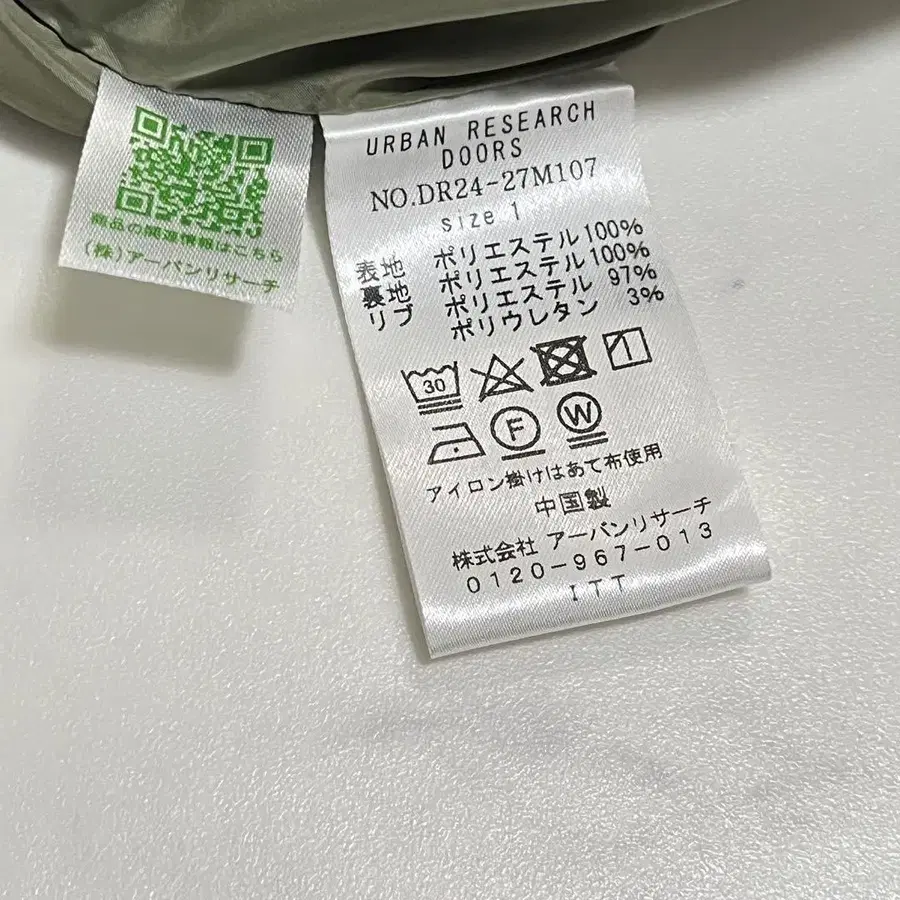 商品の関連情報はこちら
(株)アーバンリサーチ
URBAN RESEARCH
DOORS
NO.DR24-27M107
size 1
表地 ポリエステル100%
裏地 ポリエステル100%
リブ ポリエステル 97%
ポリウレタン 3%
30
F W
アイロン掛けはあて布使用
中国製
株式会社 アーバンリサーチ
0120-967-013
ITT